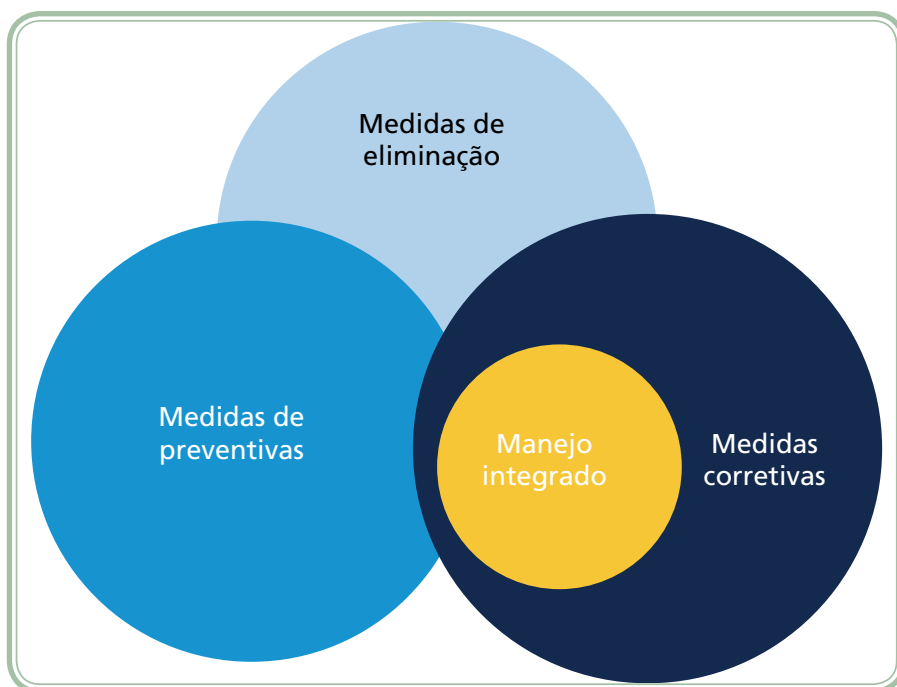 Medidas de
eliminação
Medidas de
preventivas
Manejo
integrado
Medidas
corretivas